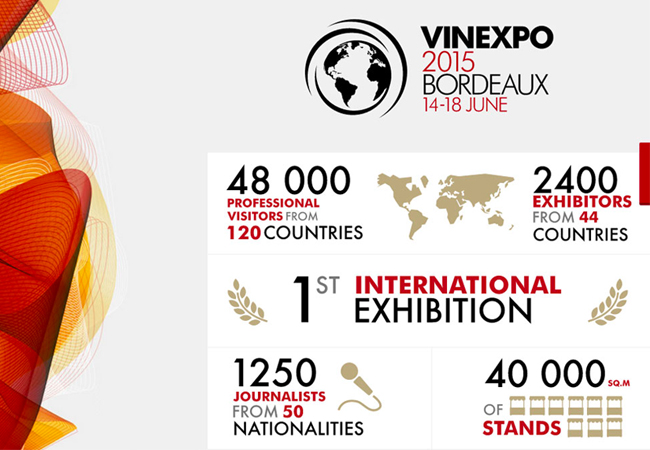 VINEXPO
2015
BORDEAUX
14-18 JUNE
48 000
PROFESSIONAL
VISITORS FROM
120 COUNTRIES
2400
EXHIBITORS
FROM 44
COUNTRIES
1ST INTERNATIONAL
EXHIBITION
1250
JOURNALISTS
FROM 50
NATIONALITIES
40 000 SQ.M
OF
STANDS